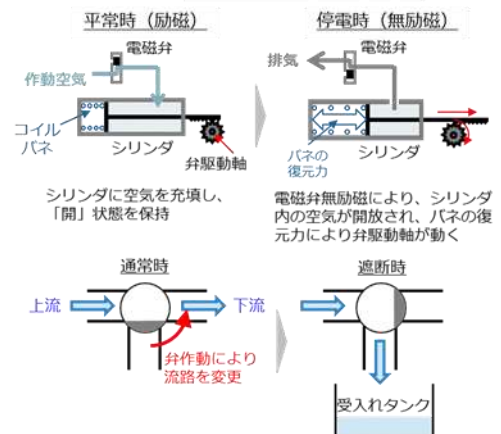 平常時（励磁）
電磁弁
作動空気
コイル
バネ
シリンダ
弁駆動軸
シリンダに空気を充填し、
「開」状態を保持
停電時（無励磁）
電磁弁
排気
バネの
復元力
シリンダ
電磁弁無励磁により、シリンダ
内の空気が開放され、バネの復
元力により弁駆動軸が動く
通常時
上流
下流
弁作動により
流路を変更
遮断時
受入れタンク